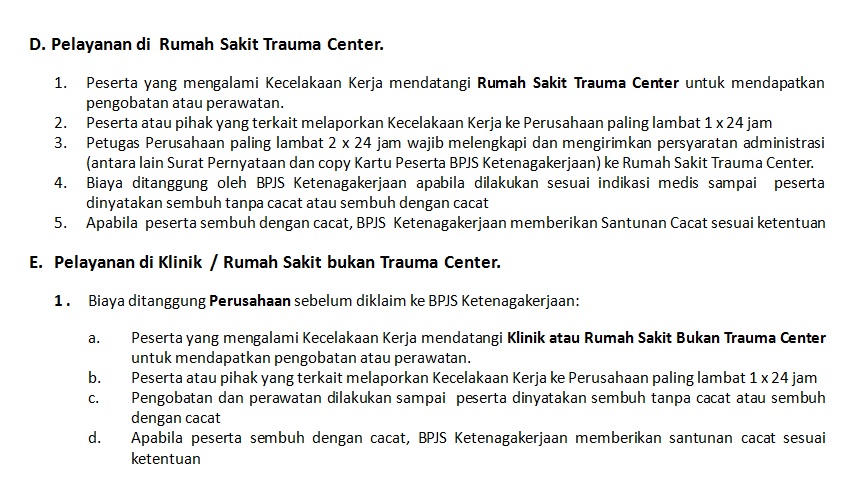 D. Pelayanan di Rumah Sakit Trauma Center.
1. Peserta yang mengalami Kecelakaan Kerja mendatangi Rumah Sakit Trauma Center untuk mendapatkan
pengobatan atau perawatan.
2. Peserta atau pihak yang terkait melaporkan Kecelakaan Kerja ke Perusahaan paling lambat 1 x 24 jam
3. Petugas Perusahaan paling lambat 2 x 24 jam wajib melengkapi dan mengirimkan persyaratan administrasi
(antara lain Surat Pernyataan dan copy Kartu Peserta BPJS Ketenagakerjaan) ke Rumah Sakit Trauma Center.
4. Biaya ditanggung oleh BPJS Ketenagakerjaan apabila dilakukan sesuai indikasi medis sampai peserta
dinyatakan sembuh tanpa cacat atau sembuh dengan cacat
5. Apabila peserta sembuh dengan cacat, BPJS Ketenagakerjaan memberikan Santunan Cacat sesuai ketentuan
E. Pelayanan di Klinik / Rumah Sakit bukan Trauma Center.
1. Biaya ditanggung Perusahaan sebelum diklaim ke BPJS Ketenagakerjaan:
a. Peserta yang mengalami Kecelakaan Kerja mendatangi Klinik atau Rumah Sakit Bukan Trauma Center
untuk mendapatkan pengobatan atau perawatan.
b. Peserta atau pihak yang terkait melaporkan Kecelakaan Kerja ke Perusahaan paling lambat 1 x 24 jam
c. Pengobatan dan perawatan dilakukan sampai peserta dinyatakan sembuh tanpa cacat atau sembuh
dengan cacat
d. Apabila peserta sembuh dengan cacat, BPJS Ketenagakerjaan memberikan santunan cacat sesuai
ketentuan